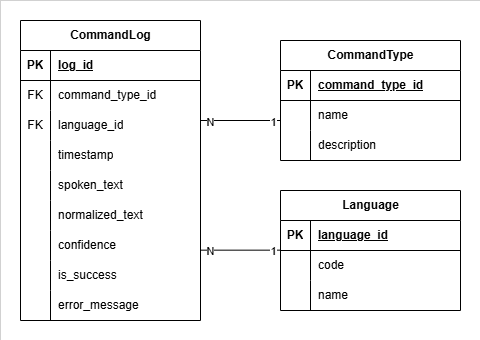 CommandLog
PK log_id
FK command_type_id
FK language_id
timestamp
spoken_text
normalized_text
confidence
is_success
error_message
N 1
N 1
CommandType
PK command_type_id
name
description
Language
PK language_id
code
name